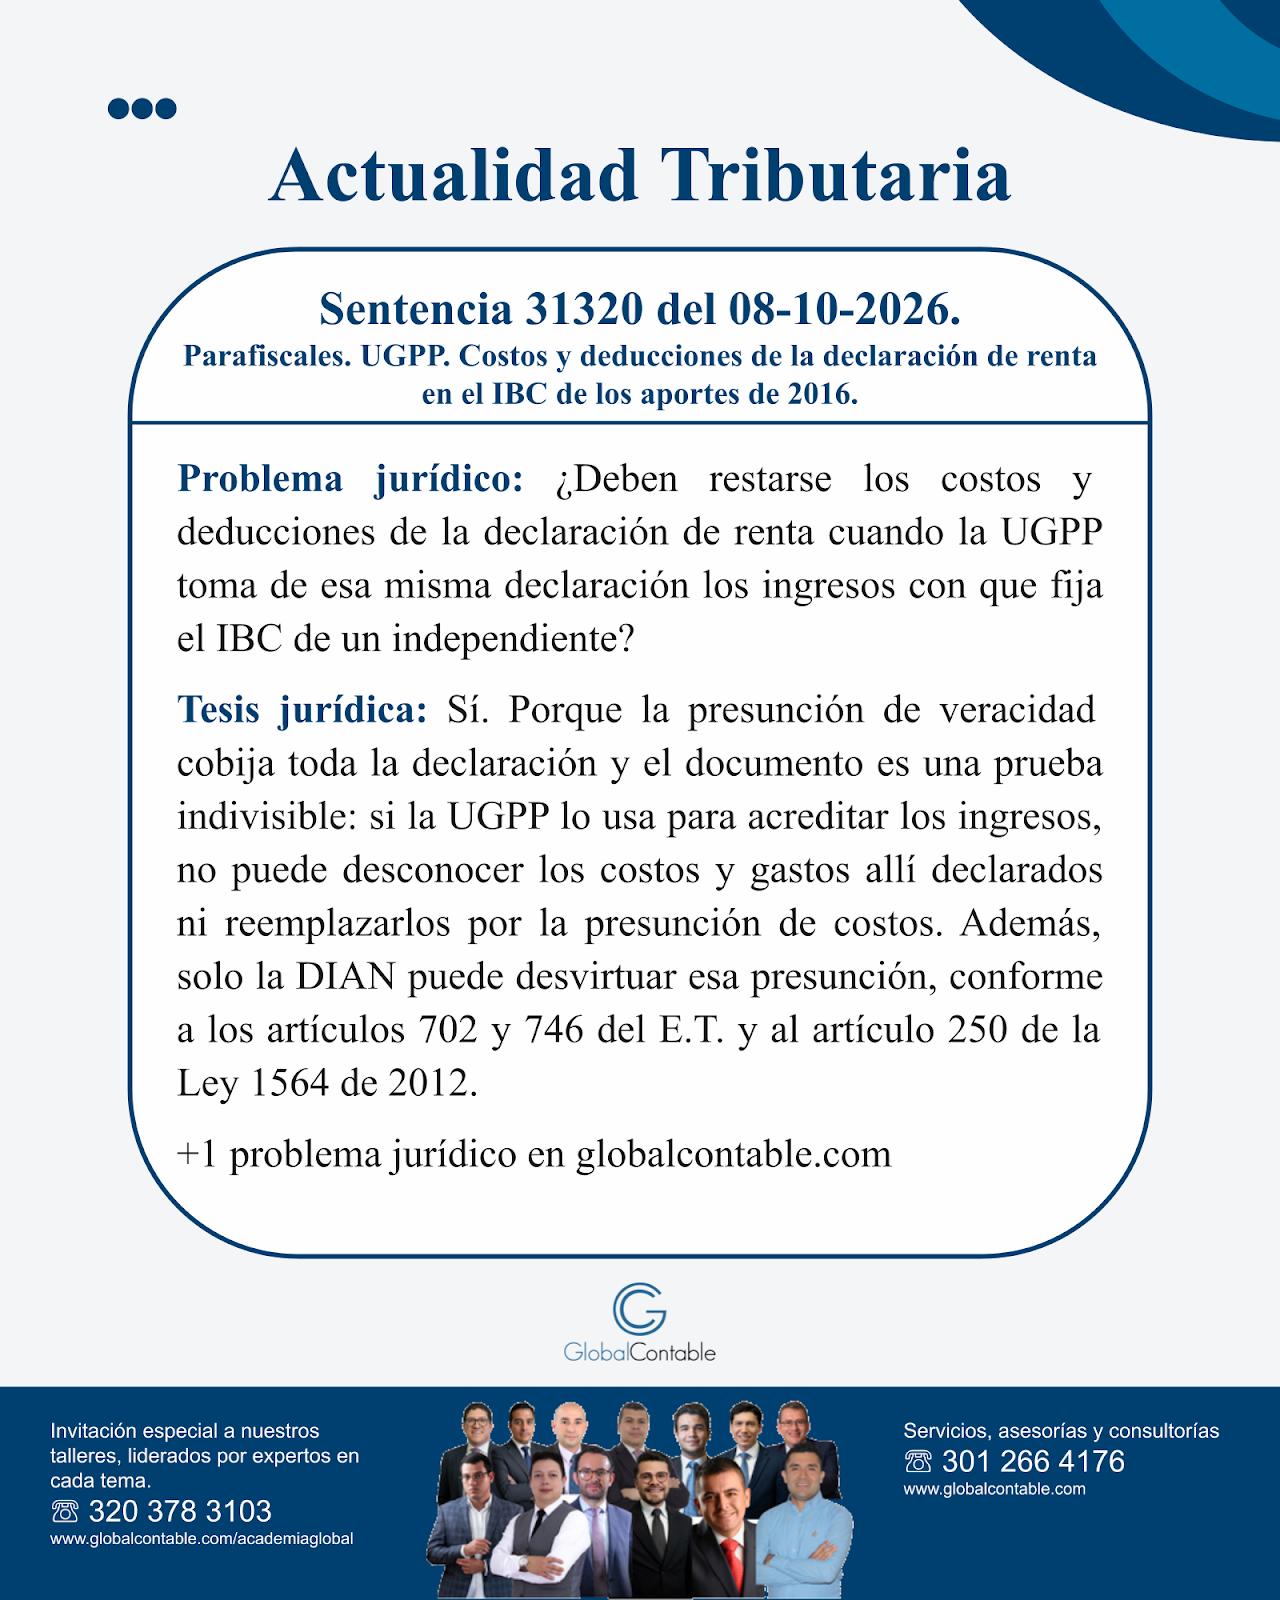 Actualidad Tributaria
Sentencia 31320 del 08-10-2026.
Parafiscales. UGPP. Costos y deducciones de la declaración de renta
en el IBC de los aportes de 2016.
Problema jurídico: ¿Deben restarse los costos y
deducciones de la declaración de renta cuando la UGPP
toma de esa misma declaración los ingresos con que fija
el IBC de un independiente?
Tesis jurídica: Sí. Porque la presunción de veracidad
cobija toda la declaración y el documento es una prueba
indivisible: si la UGPP lo usa para acreditar los ingresos,
no puede desconocer los costos y gastos allí declarados
ni reemplazarlos por la presunción de costos. Además,
solo la DIAN puede desvirtuar esa presunción, conforme
a los artículos 702 y 746 del E.T. y al artículo 250 de la
Ley 1564 de 2012.
+1 problema jurídico en globalcontable.com
GlobalContable
Invitación especial a nuestros
talleres, liderados por expertos en
cada tema.
320 378 3103
www.globalcontable.com/academiaglobal
Servicios, asesorías y consultorías
301 266 4176
www.globalcontable.com